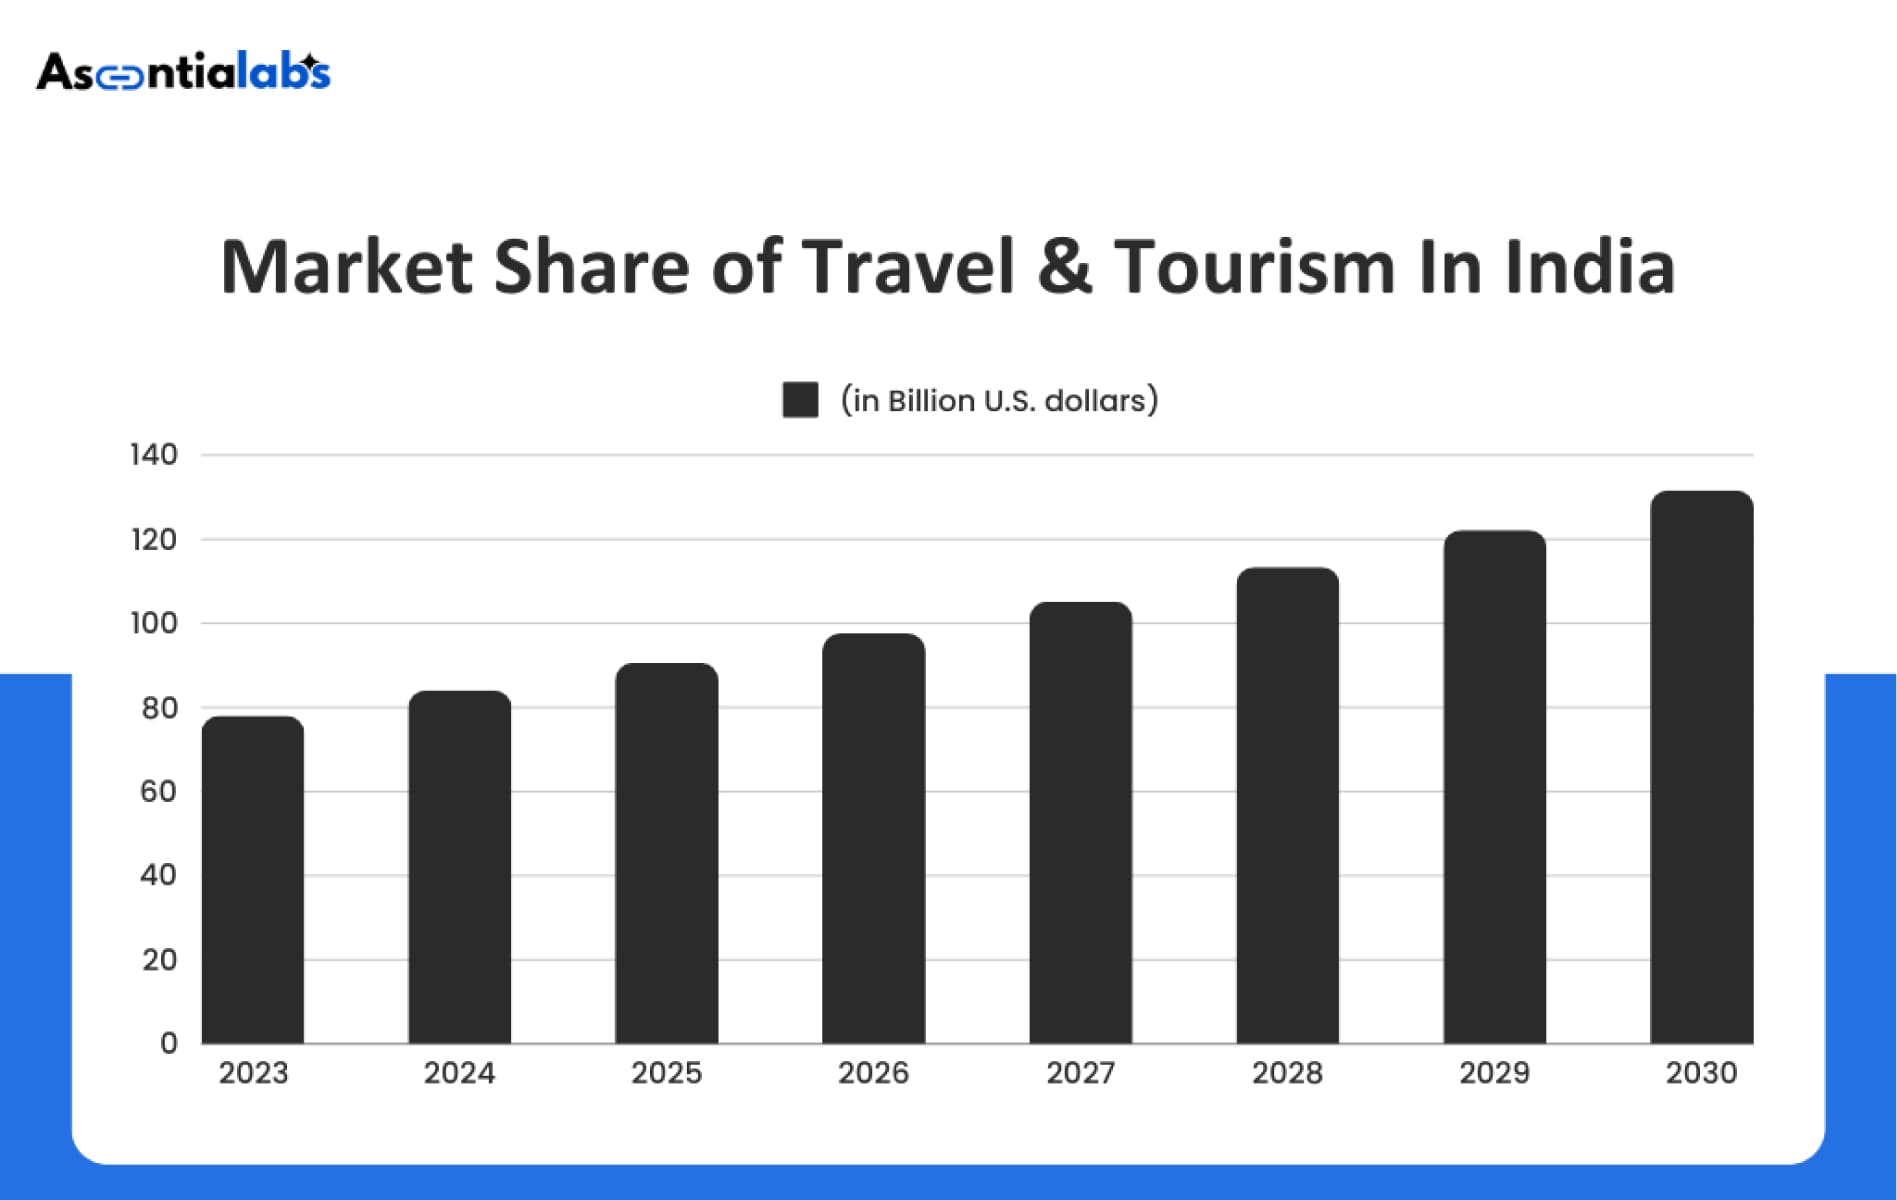 Ascentialabs
Market Share of Travel & Tourism In India
(in Billion U.S. dollars)
140
120
100
80
60
40
20
0
2023 2024 2025 2026 2027 2028 2029 2030